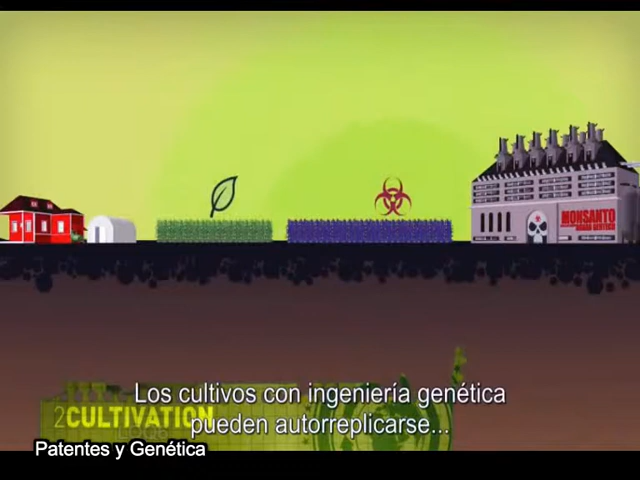 MONSANTO
Los cultivos con ingeniería genética
2CULTIVATION
pueden autorreplicarse...
Patentes y Genética